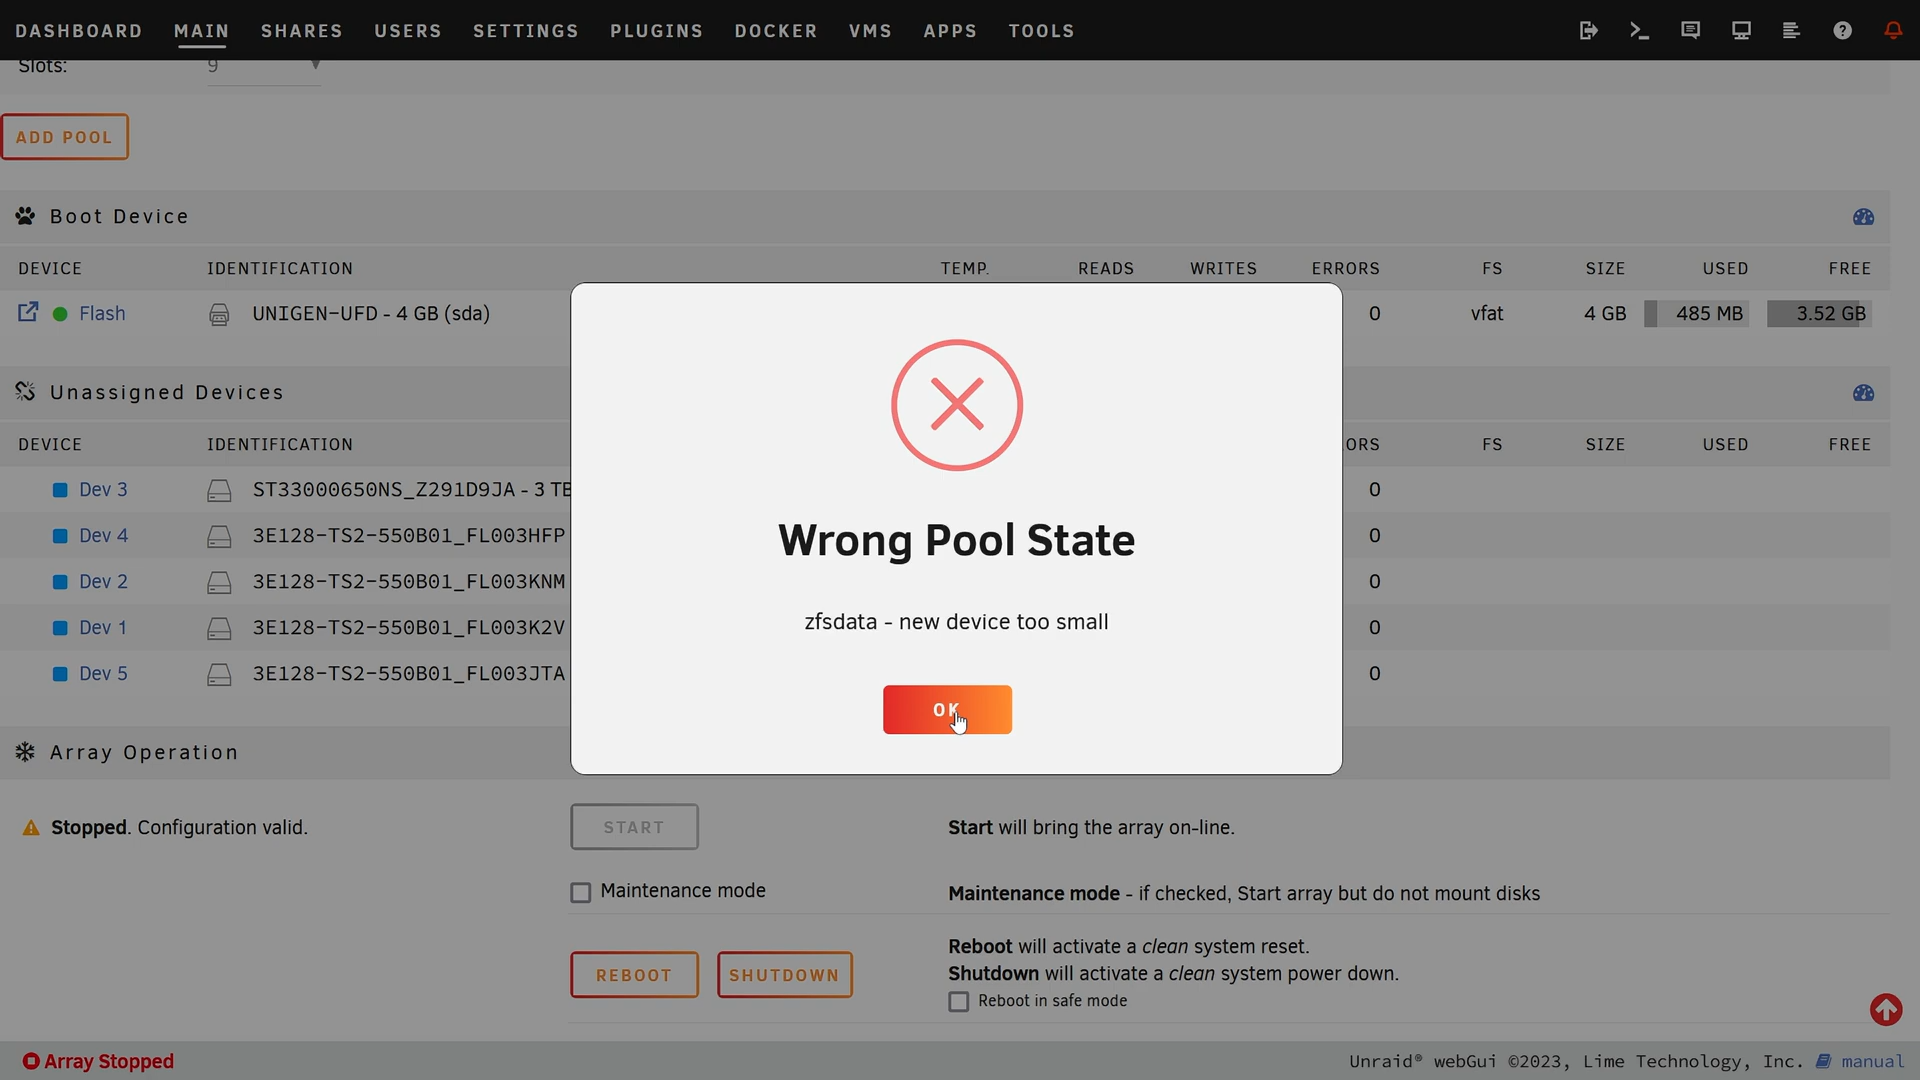 DASHBOARD MAIN SHARES USERS SETTINGS PLUGINS DOCKER VMS APPS TOOLS
Slots: 9
ADD POOL
Boot Device
DEVICE IDENTIFICATION TEMP. READS WRITES ERRORS FS SIZE USED FREE
Flash UNIGEN-UFD - 4 GB (sda) 0 vfat 4 GB 485 MB 3.52 GB
Unassigned Devices
DEVICE IDENTIFICATION ORS FS SIZE USED FREE
Dev 3 ST33000650NS_Z291D9JA - 3 TB 0
Dev 4 3E128-TS2-550B01_FL003HFP 0
Dev 2 3E128-TS2-550B01_FL003KNM 0
Dev 1 3E128-TS2-550B01_FL003K2V 0
Dev 5 3E128-TS2-550B01_FL003JTA 0
Wrong Pool State
zfsdata - new device too small
OK
Array Operation
Stopped. Configuration valid. START Start will bring the array on-line.
Maintenance mode Maintenance mode - if checked, Start array but do not mount disks
REBOOT SHUTDOWN Reboot will activate a clean system reset.
Shutdown will activate a clean system power down.
Reboot in safe mode
Array Stopped Unraid® webGui ©2023, Lime Technology, Inc. manual